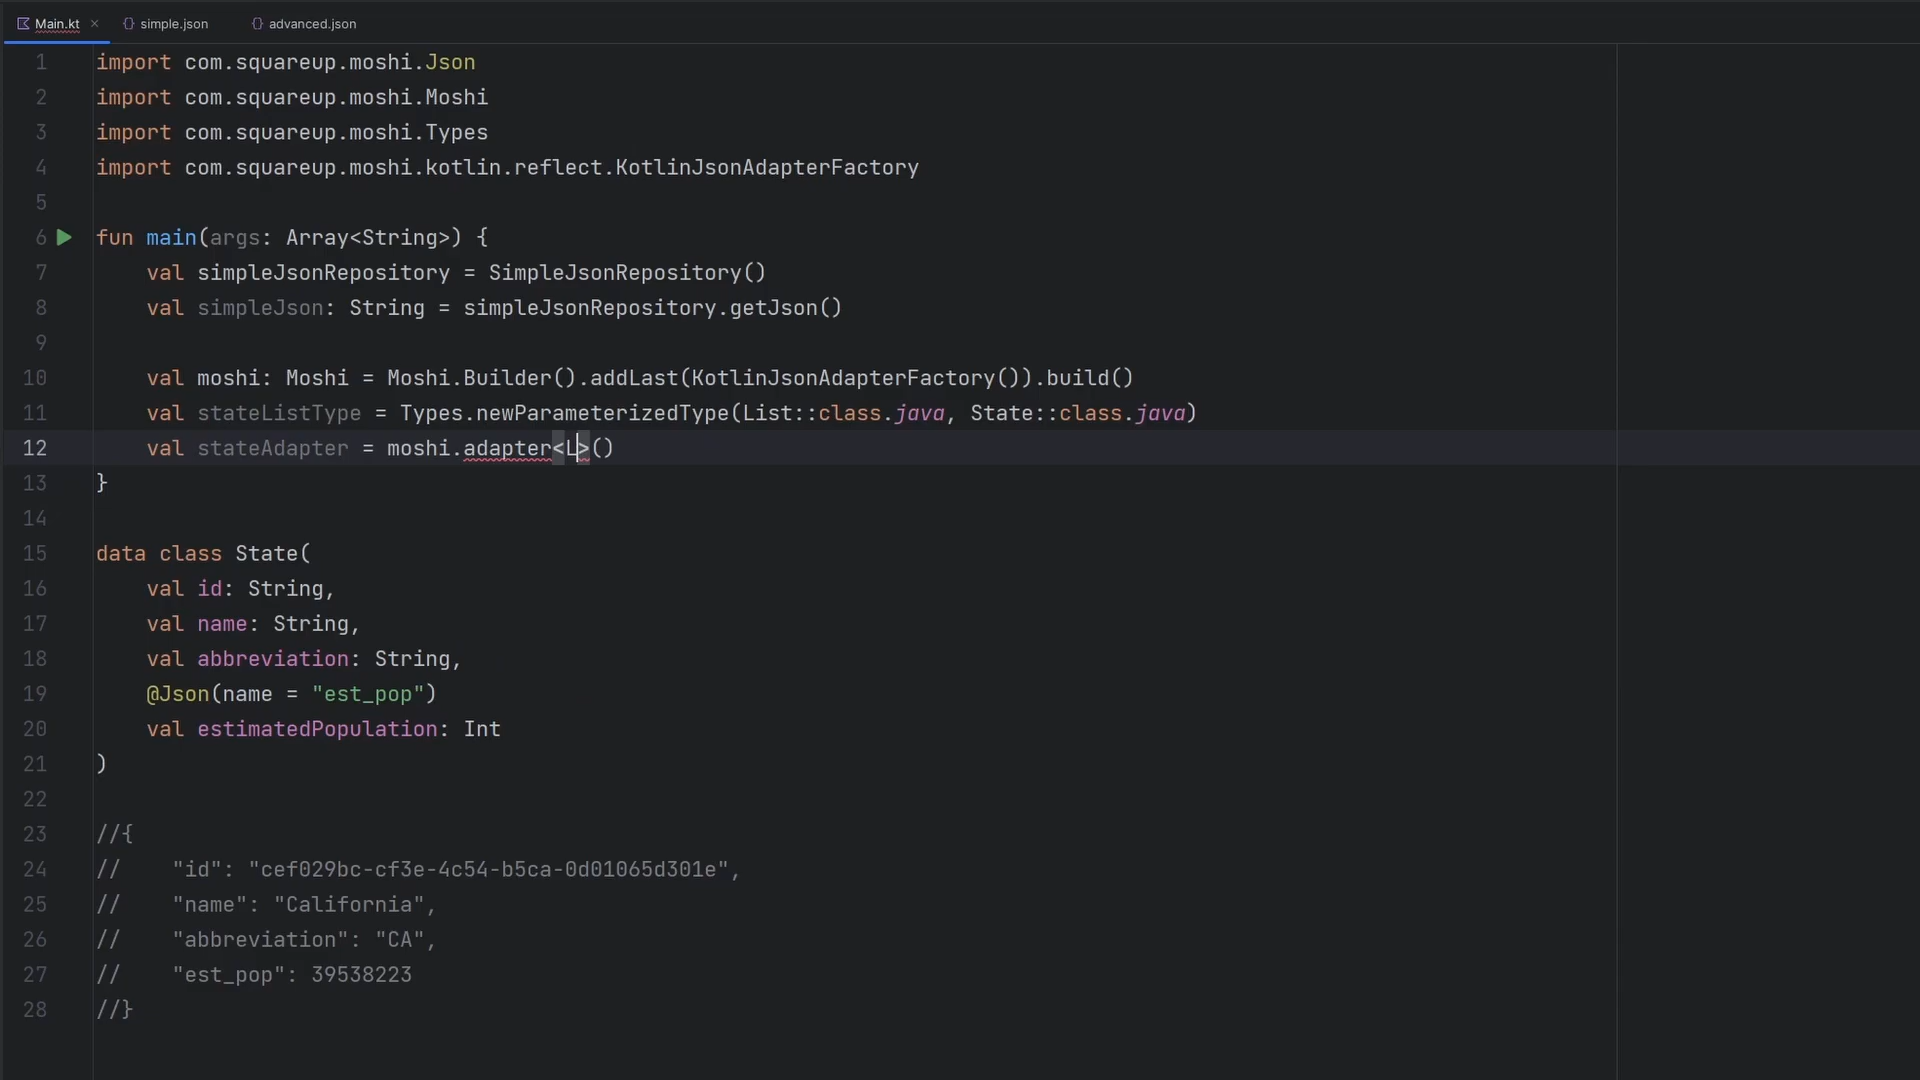 Main.kt simple.json advanced.json
1 import com.squareup.moshi.Json
2 import com.squareup.moshi.Moshi
3 import com.squareup.moshi.Types
4 import com.squareup.moshi.kotlin.reflect.KotlinJsonAdapterFactory
5
6 fun main(args: Array<String>) {
7     val simpleJsonRepository = SimpleJsonRepository()
8     val simpleJson: String = simpleJsonRepository.getJson()
9
10     val moshi: Moshi = Moshi.Builder().addLast(KotlinJsonAdapterFactory()).build()
11     val stateListType = Types.newParameterizedType(List::class.java, State::class.java)
12     val stateAdapter = moshi.adapter<L>()
13 }
14
15 data class State(
16     val id: String,
17     val name: String,
18     val abbreviation: String,
19     @Json(name = "est_pop")
20     val estimatedPopulation: Int
21 )
22
23 //{
24 //    "id": "cef029bc-cf3e-4c54-b5ca-0d01065d301e",
25 //    "name": "California",
26 //    "abbreviation": "CA",
27 //    "est_pop": 39538223
28 //}